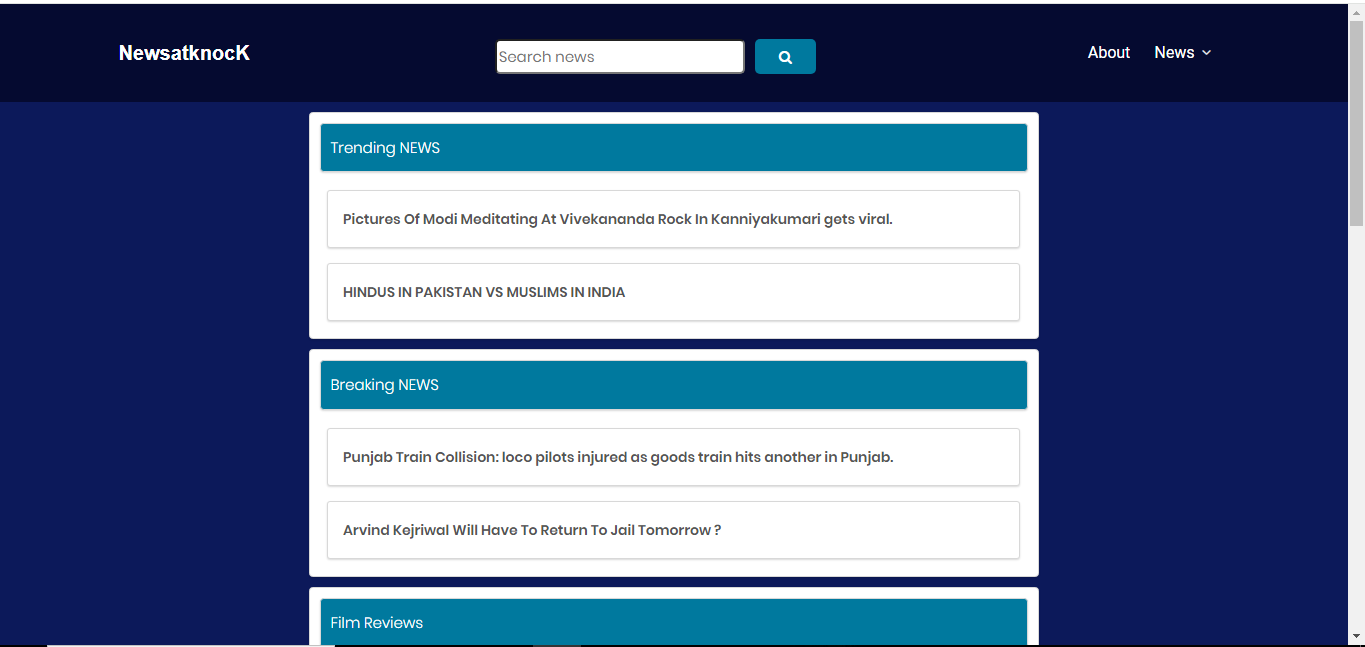 NewsatknocK
Search news
About
News
Trending NEWS
Pictures Of Modi Meditating At Vivekananda Rock In Kanniyakumari gets viral.
HINDUS IN PAKISTAN VS MUSLIMS IN INDIA
Breaking NEWS
Punjab Train Collision: loco pilots injured as goods train hits another in Punjab.
Arvind Kejriwal Will Have To Return To Jail Tomorrow ?
Film Reviews